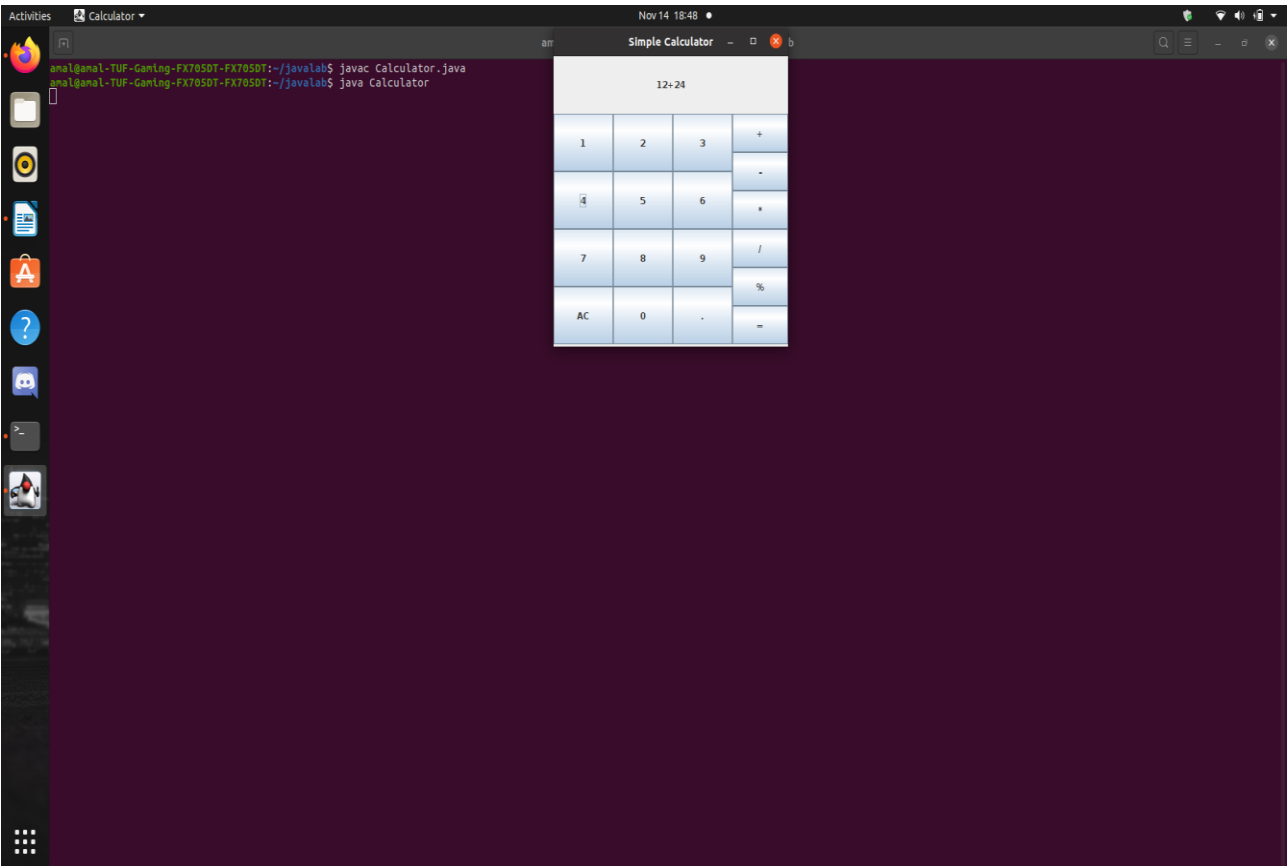 Activities Calculator Nov 14 18:48
Simple Calculator
amal@amal-TUF-Gaming-FX705DT-FX705DT:~/javalab$ javac Calculator.java
amal@amal-TUF-Gaming-FX705DT-FX705DT:~/javalab$ java Calculator
12+24
1 2 3 +
-
4 5 6 *
7 8 9 /
%
AC 0 . =